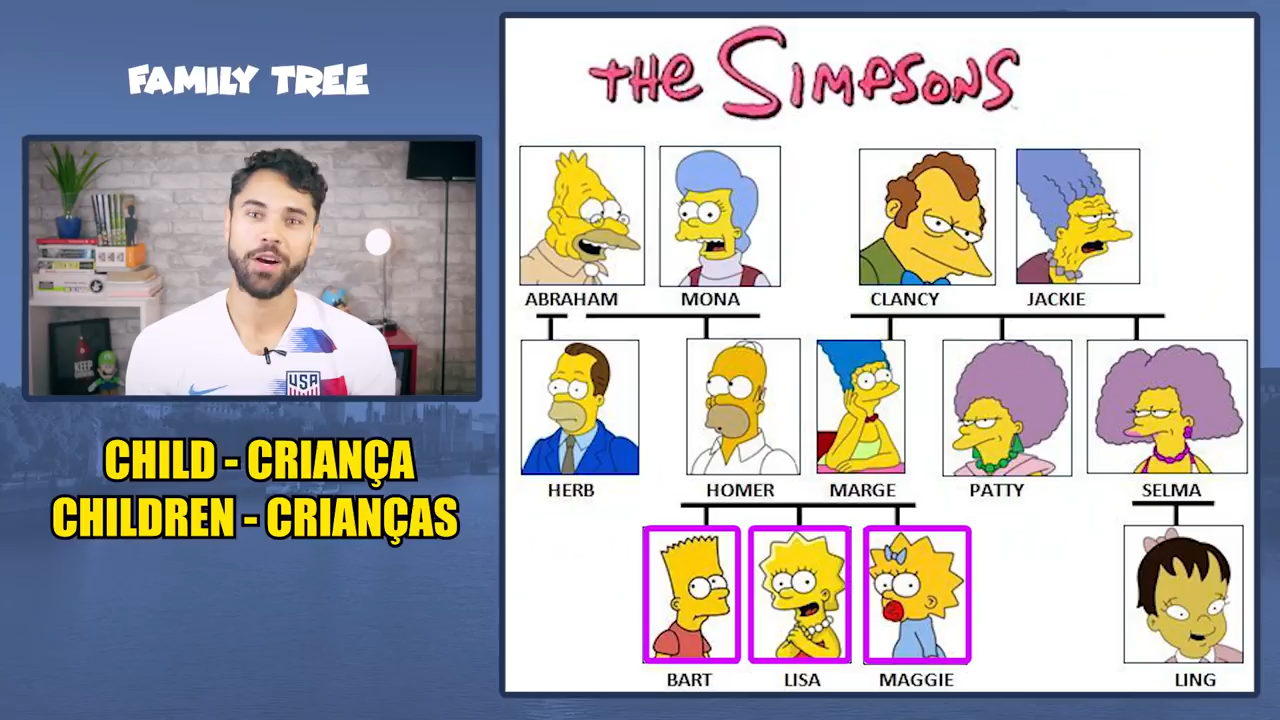 FAMILY TREE
THE SIMPSONS
ABRAHAM MONA CLANCY JACKIE
HERB HOMER MARGE PATTY SELMA
BART LISA MAGGIE LING
KEEP
USA
CHILD - CRIANÇA
CHILDREN - CRIANÇAS